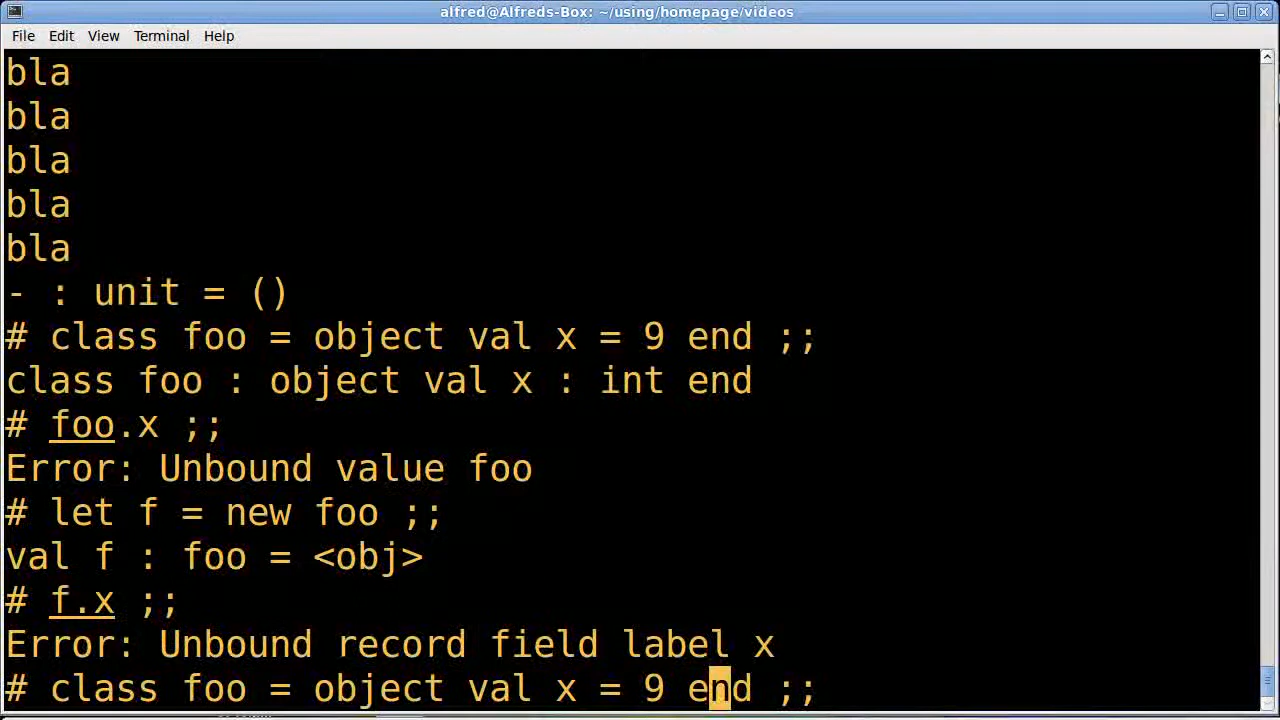 alfred@Alfreds-Box: ~/using/homepage/videos
File Edit View Terminal Help
bla
bla
bla
bla
bla
- : unit = ()
# class foo = object val x = 9 end ;;
class foo : object val x : int end
# foo.x ;;
Error: Unbound value foo
# let f = new foo ;;
val f : foo = <obj>
# f.x ;;
Error: Unbound record field label x
# class foo = object val x = 9 end ;;